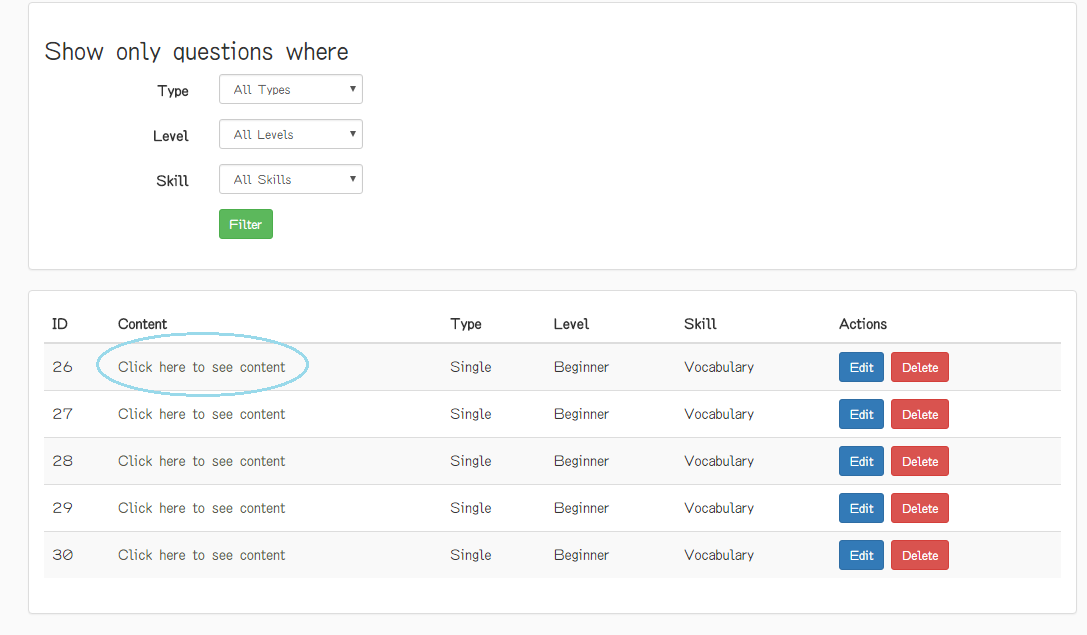 Show only questions where
Type All Types
Level All Levels
Skill All Skills
Filter
ID Content Type Level Skill Actions
26 Click here to see content Single Beginner Vocabulary Edit Delete
27 Click here to see content Single Beginner Vocabulary Edit Delete
28 Click here to see content Single Beginner Vocabulary Edit Delete
29 Click here to see content Single Beginner Vocabulary Edit Delete
30 Click here to see content Single Beginner Vocabulary Edit Delete